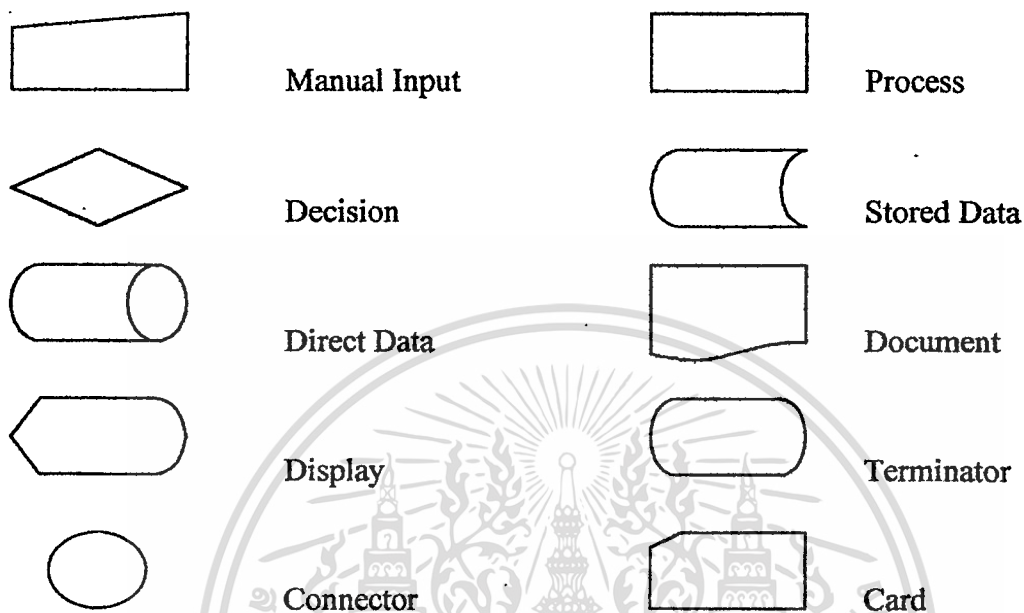 Manual Input Process
Decision Stored Data
Direct Data Document
Display Terminator
Connector Card